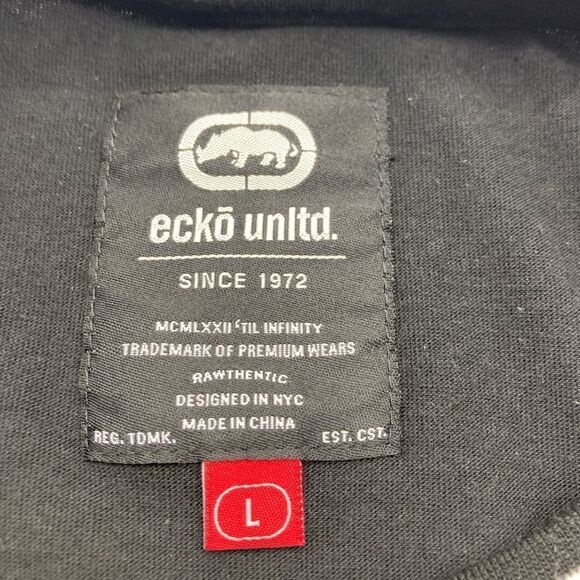 eckō unltd.
SINCE 1972
MCMLXXII 'TIL INFINITY
TRADEMARK OF PREMIUM WEARS
RAWTHENTIC
DESIGNED IN NYC
MADE IN CHINA
REG. TDMK. EST. CST.
L